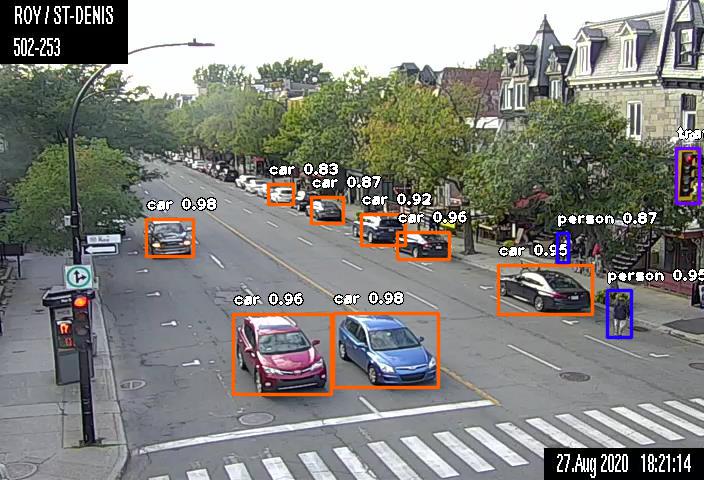 ROY / ST-DENIS
502-253
car 0.83
car 0.87
car 0.98
car 0.92
car 0.96
person 0.87
car 0.95
person 0.95
car 0.96
car 0.98
27.Aug 2020 18:21:14